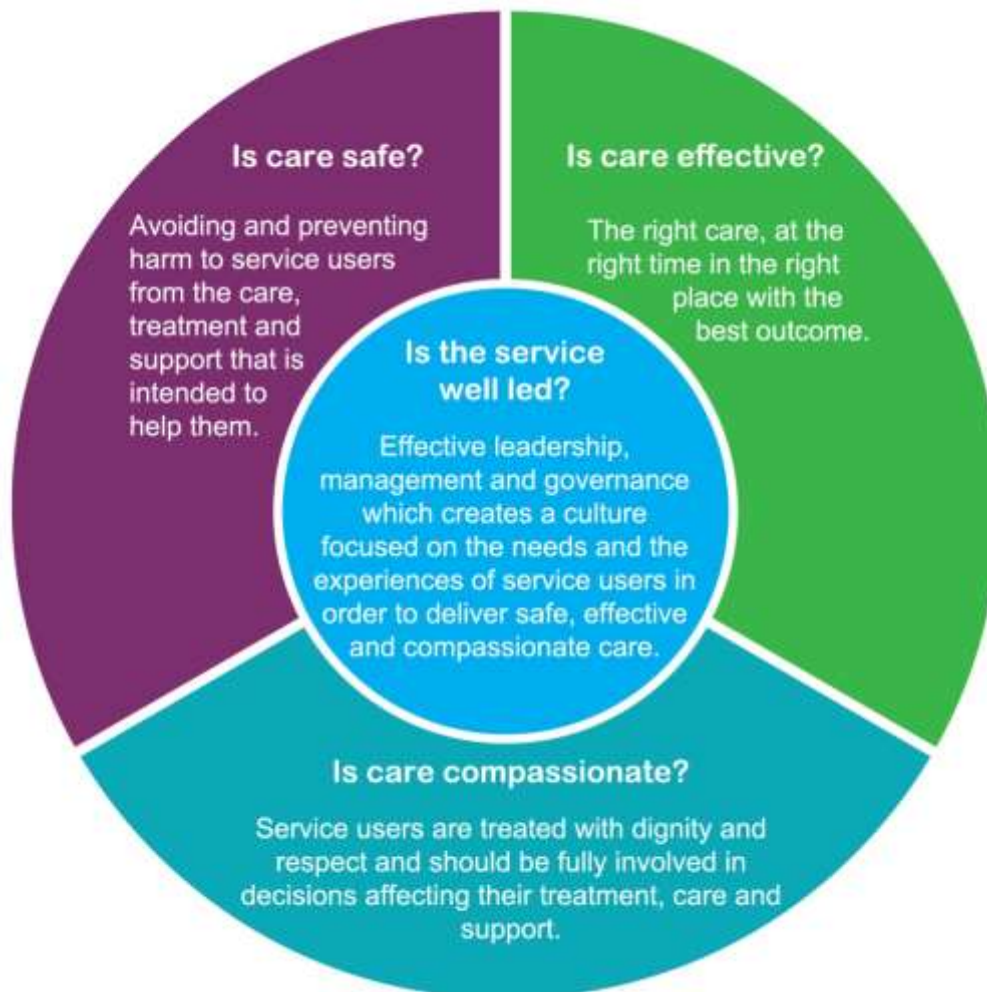 Is care safe?
Avoiding and preventing
harm to service users
from the care,
treatment and
support that is
intended to
help them.
Is care effective?
The right care, at the
right time in the right
place with the
best outcome.
Is the service
well led?
Effective leadership,
management and governance
which creates a culture
focused on the needs and the
experiences of service users in
order to deliver safe, effective
and compassionate care.
Is care compassionate?
Service users are treated with dignity and
respect and should be fully involved in
decisions affecting their treatment, care and
support.